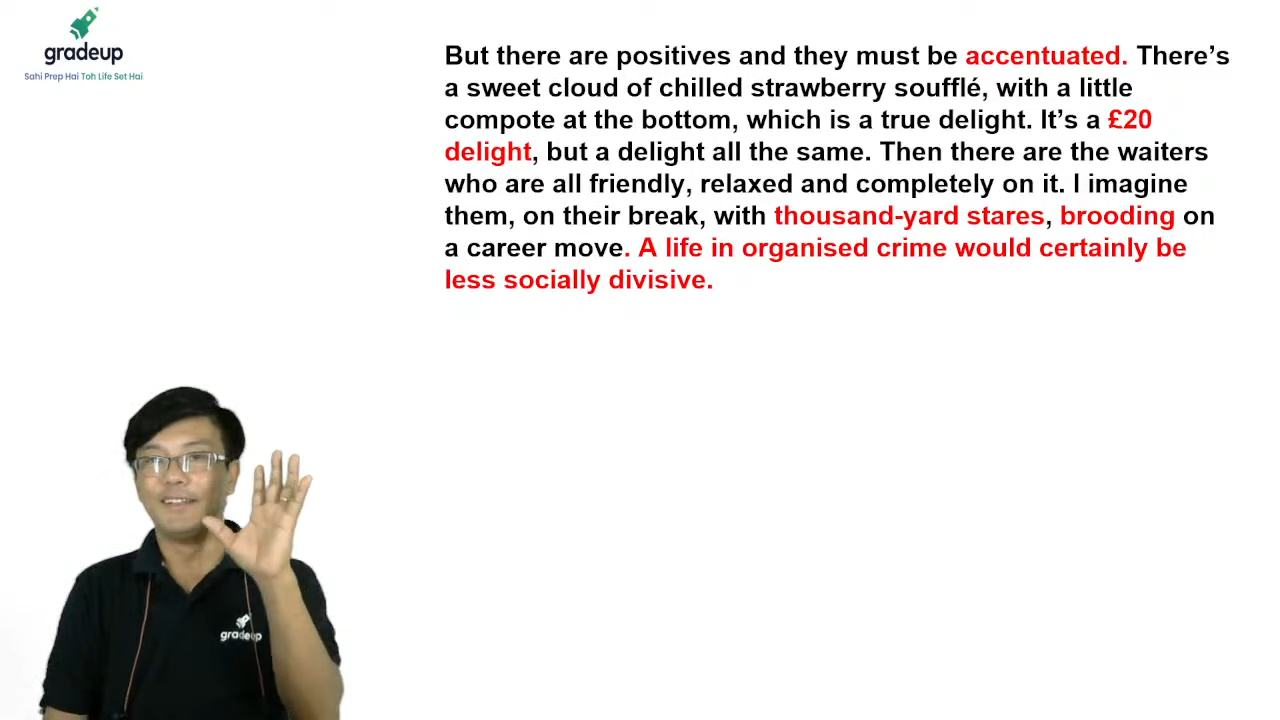 gradeup
Sahi Prep Hai Toh Life Set Hai
But there are positives and they must be accentuated. There’s
a sweet cloud of chilled strawberry soufflé, with a little
compote at the bottom, which is a true delight. It’s a £20
delight, but a delight all the same. Then there are the waiters
who are all friendly, relaxed and completely on it. I imagine
them, on their break, with thousand-yard stares, brooding on
a career move. A life in organised crime would certainly be
less socially divisive.
gradeup